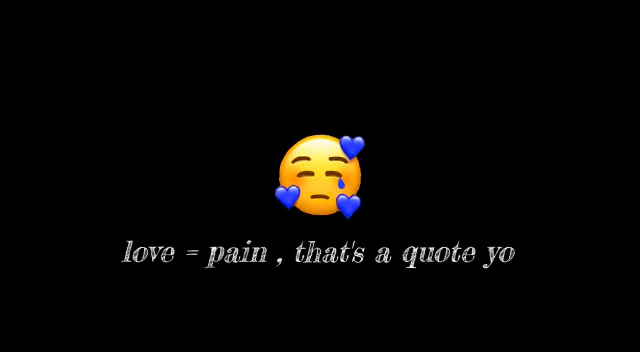 love = pain , that's a quote yo